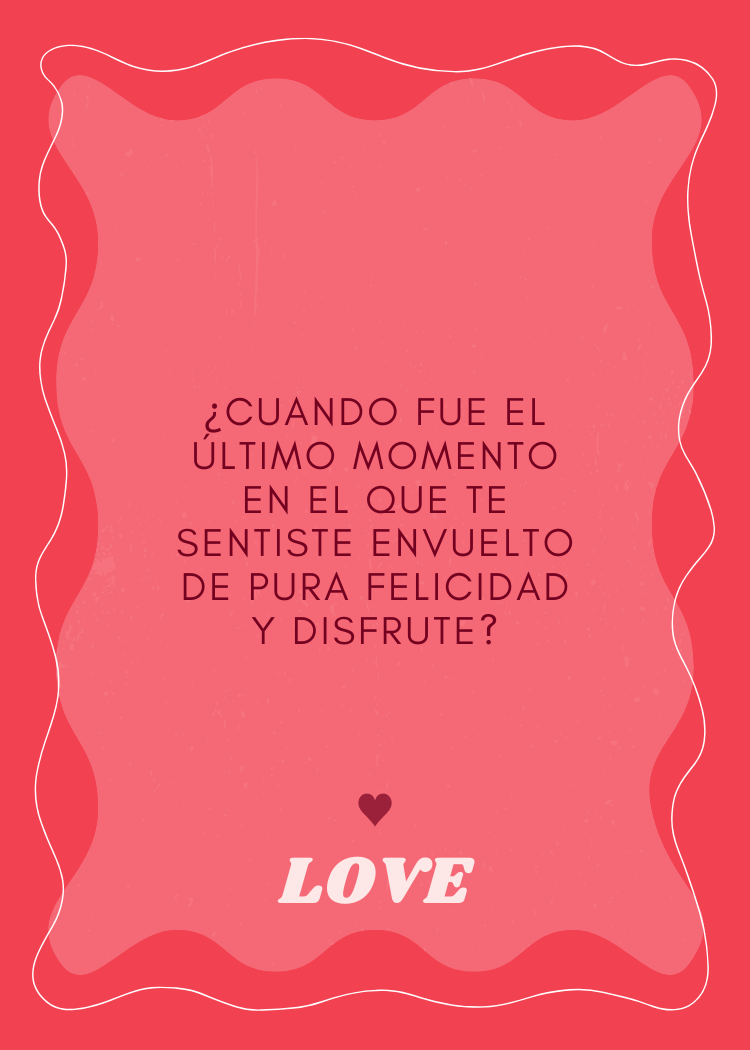 ¿CUANDO FUE EL
ÚLTIMO MOMENTO
EN EL QUE TE
SENTISTE ENVUELTO
DE PURA FELICIDAD
Y DISFRUTE?
LOVE